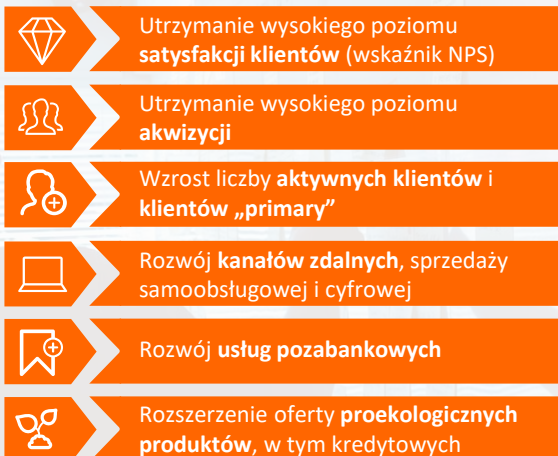 Utrzymanie wysokiego poziomu
satysfakcji klientów (wskaźnik NPS)
Utrzymanie wysokiego poziomu
akwizycji
Wzrost liczby aktywnych klientów i
klientów „primary”
Rozwój kanałów zdalnych, sprzedaży
samoobsługowej i cyfrowej
Rozwój usług pozabankowych
Rozszerzenie oferty proekologicznych
produktów, w tym kredytowych